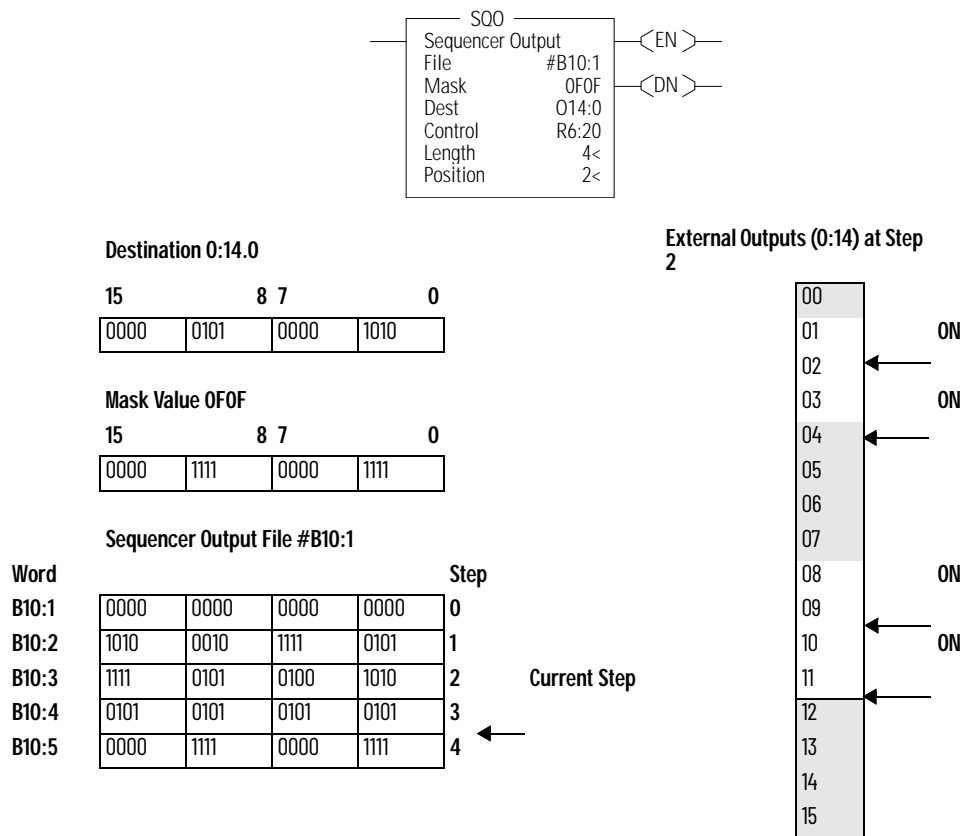 SQO
Sequencer Output
File #B10:1
Mask 0F0F
Dest O14:0
Control R6:20
Length 4<
Position 2<
EN
DN
Destination O:14.0
15 8 7 0
0000 0101 0000 1010
Mask Value 0F0F
15 8 7 0
0000 1111 0000 1111
Sequencer Output File #B10:1
Word Step
B10:1 0000 0000 0000 0000 0
B10:2 1010 0010 1111 0101 1
B10:3 1111 0101 0100 1010 2 Current Step
B10:4 0101 0101 0101 0101 3
B10:5 0000 1111 0000 1111 4
External Outputs (O:14) at Step
2
00
01 ON
02
03 ON
04
05
06
07
08 ON
09
10 ON
11
12
13
14
15